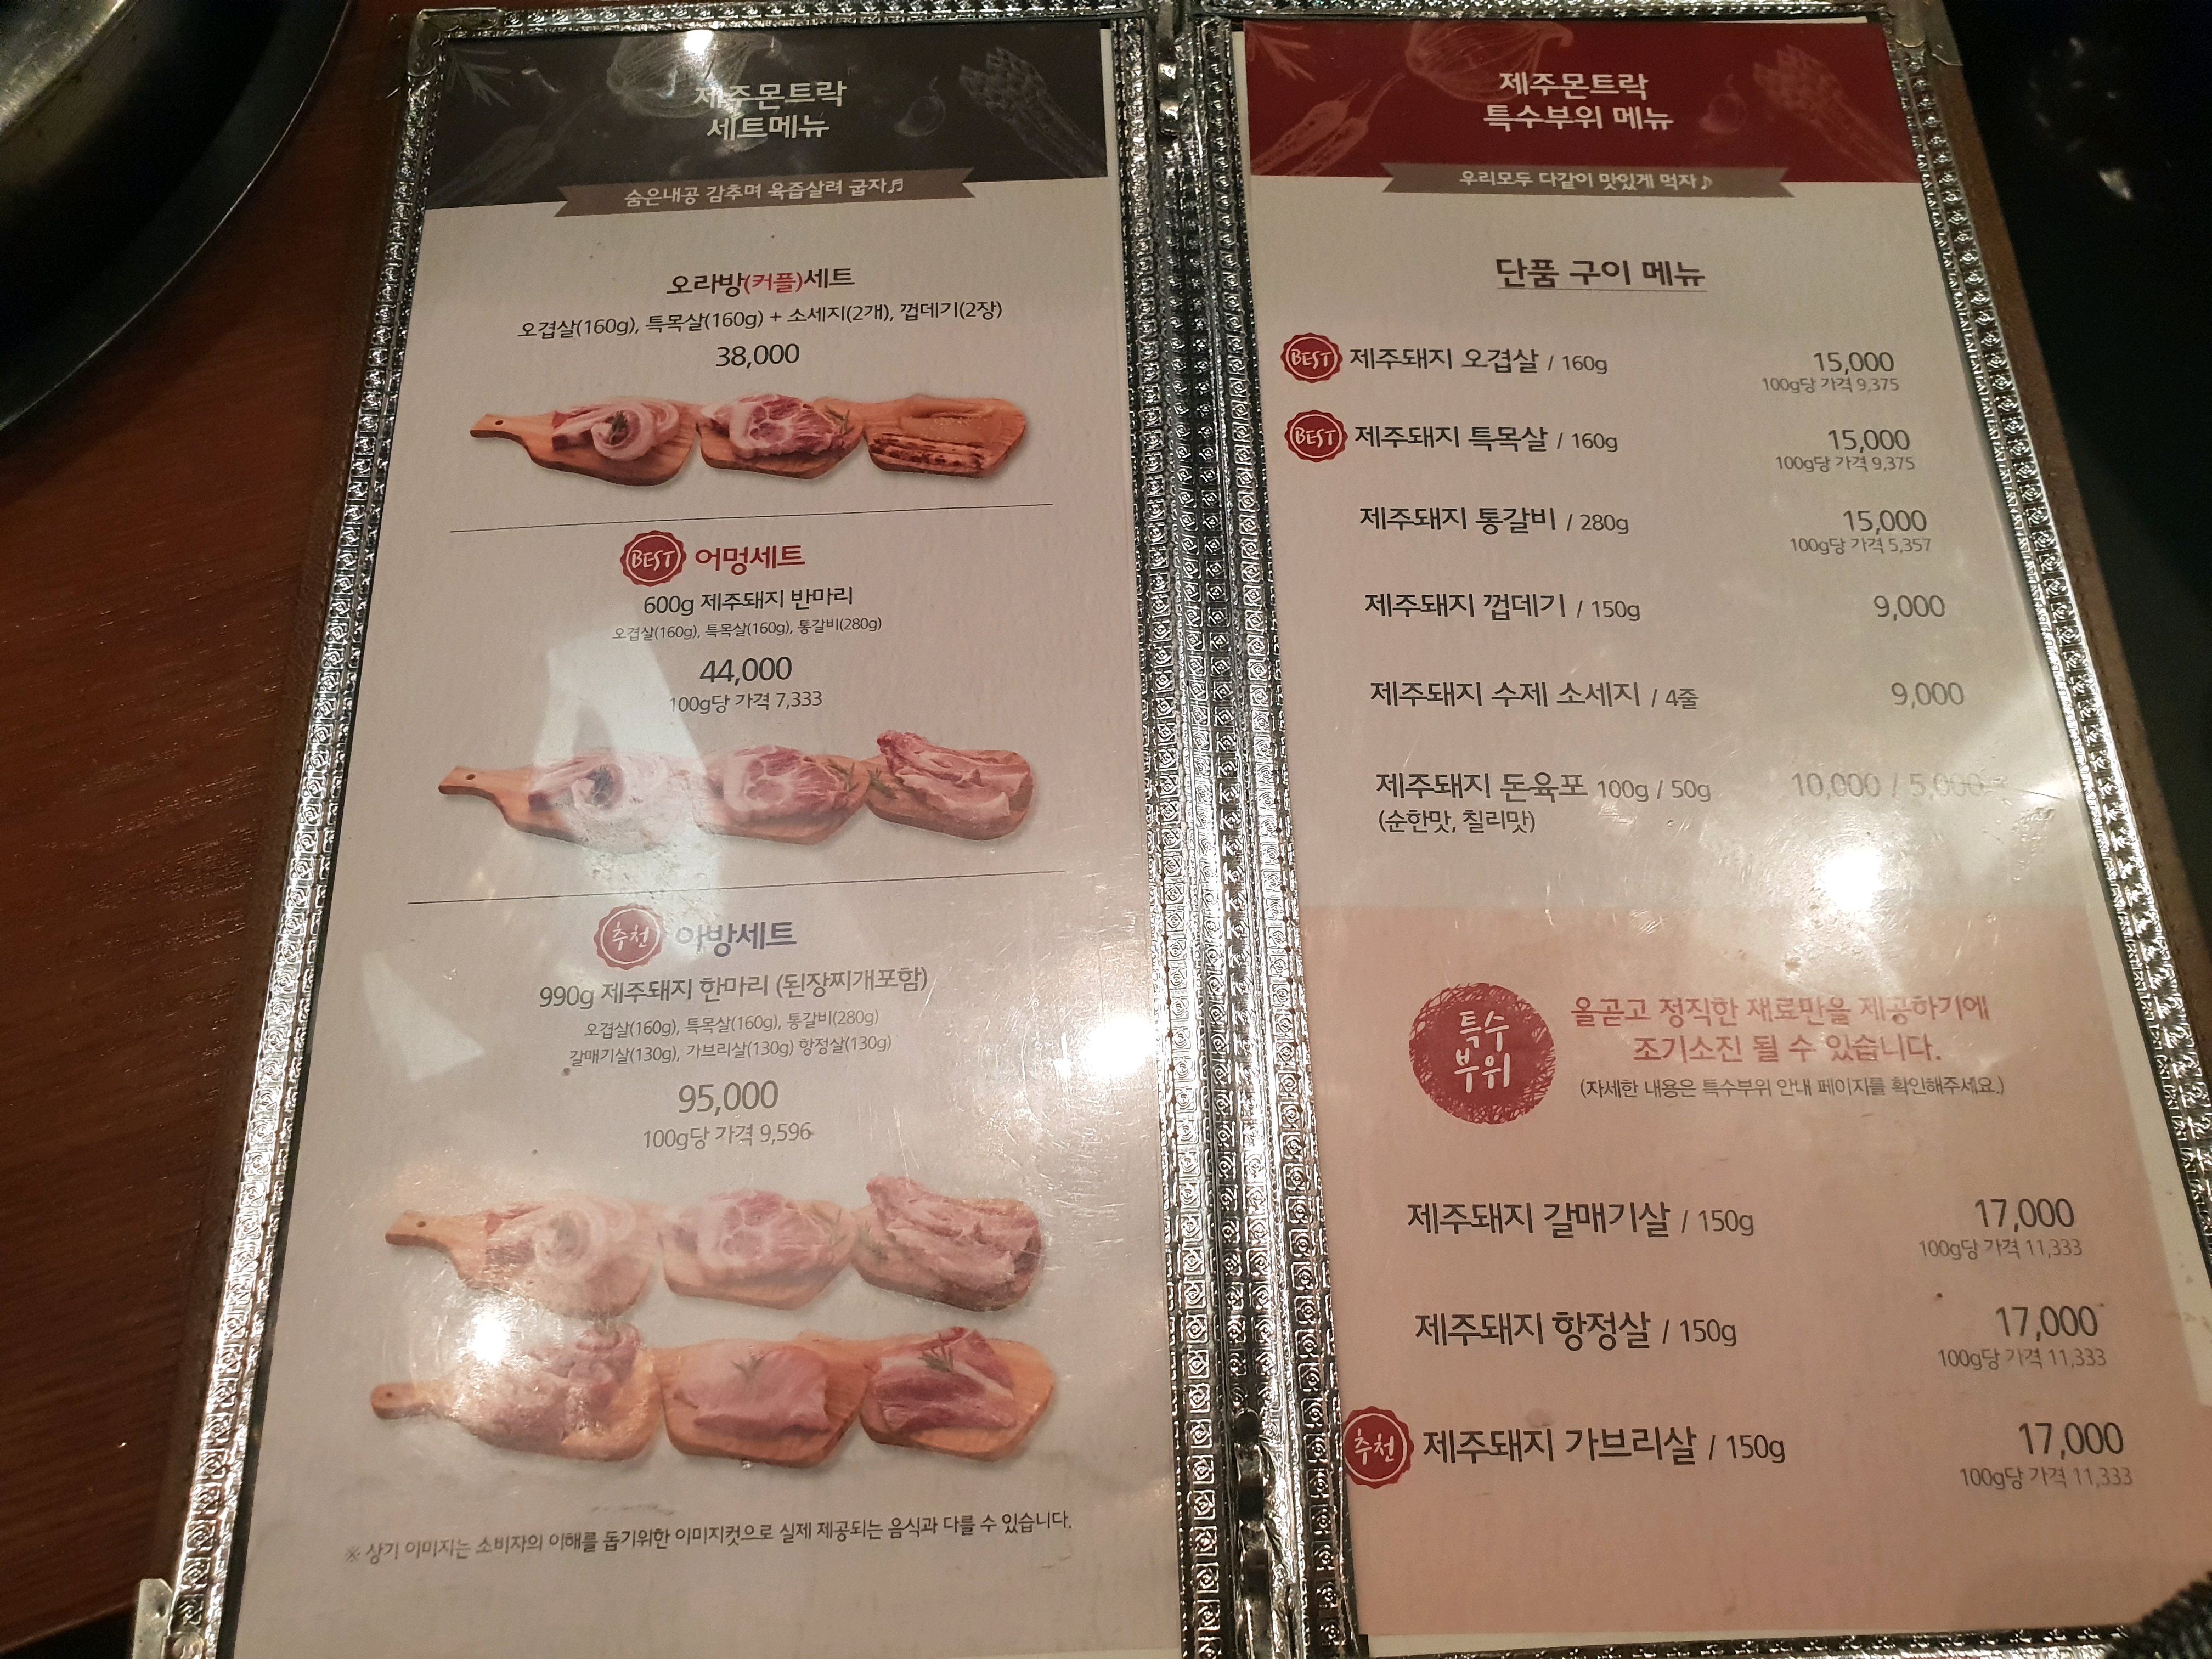 제주몬트락
세트메뉴
숨은내공 감추며 육즙살려 굽자♬
오라방(커플)세트
오겹살(160g), 특목살(160g) + 소세지(2개), 껍데기(2장)
38,000
BEST 어멍세트
600g 제주돼지 반마리
오겹살(160g), 특목살(160g), 통갈비(280g)
44,000
100g당 가격 7,333
추천 아방세트
990g 제주돼지 한마리 (된장찌개포함)
오겹살(160g), 특목살(160g), 통갈비(280g)
갈매기살(130g), 가브리살(130g) 항정살(130g)
95,000
100g당 가격 9,596
※ 상기 이미지는 소비자의 이해를 돕기위한 이미지컷으로 실제 제공되는 음식과 다를 수 있습니다.
제주몬트락
특수부위 메뉴
우리모두 다같이 맛있게 먹자♪
단품 구이 메뉴
BEST 제주돼지 오겹살 / 160g 15,000
100g당 가격 9,375
BEST 제주돼지 특목살 / 160g 15,000
100g당 가격 9,375
제주돼지 통갈비 / 280g 15,000
100g당 가격 5,357
제주돼지 껍데기 / 150g 9,000
제주돼지 수제 소세지 / 4줄 9,000
제주돼지 돈육포 100g / 50g 10,000 / 5,000
(순한맛, 칠리맛)
특수
부위
올곧고 정직한 재료만을 제공하기에
조기소진 될 수 있습니다.
(자세한 내용은 특수부위 안내 페이지를 확인해주세요.)
제주돼지 갈매기살 / 150g 17,000
100g당 가격 11,333
제주돼지 항정살 / 150g 17,000
100g당 가격 11,333
추천 제주돼지 가브리살 / 150g 17,000
100g당 가격 11,333